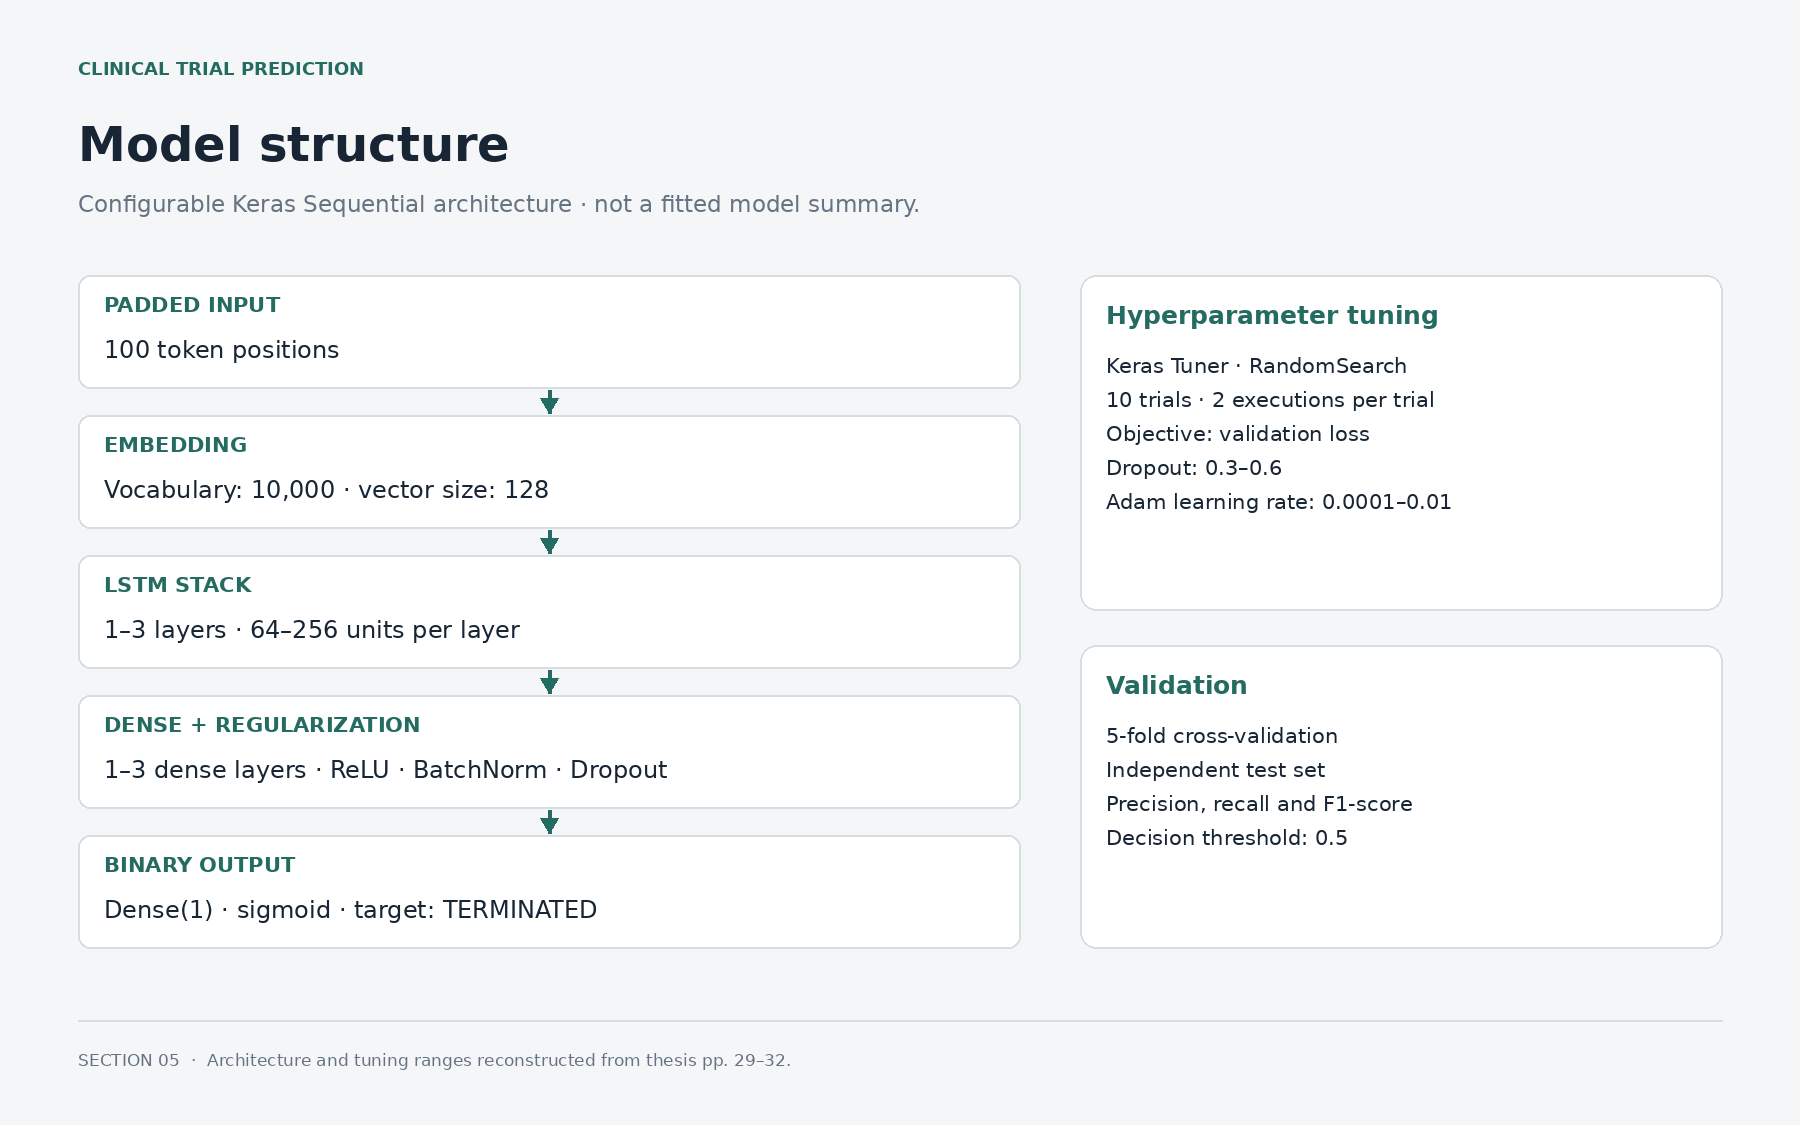 CLINICAL TRIAL PREDICTION
Model structure
Configurable Keras Sequential architecture · not a fitted model summary.
PADDED INPUT
100 token positions
EMBEDDING
Vocabulary: 10,000 · vector size: 128
LSTM STACK
1–3 layers · 64–256 units per layer
DENSE + REGULARIZATION
1–3 dense layers · ReLU · BatchNorm · Dropout
BINARY OUTPUT
Dense(1) · sigmoid · target: TERMINATED
Hyperparameter tuning
Keras Tuner · RandomSearch
10 trials · 2 executions per trial
Objective: validation loss
Dropout: 0.3–0.6
Adam learning rate: 0.0001–0.01
Validation
5-fold cross-validation
Independent test set
Precision, recall and F1-score
Decision threshold: 0.5
SECTION 05 · Architecture and tuning ranges reconstructed from thesis pp. 29–32.